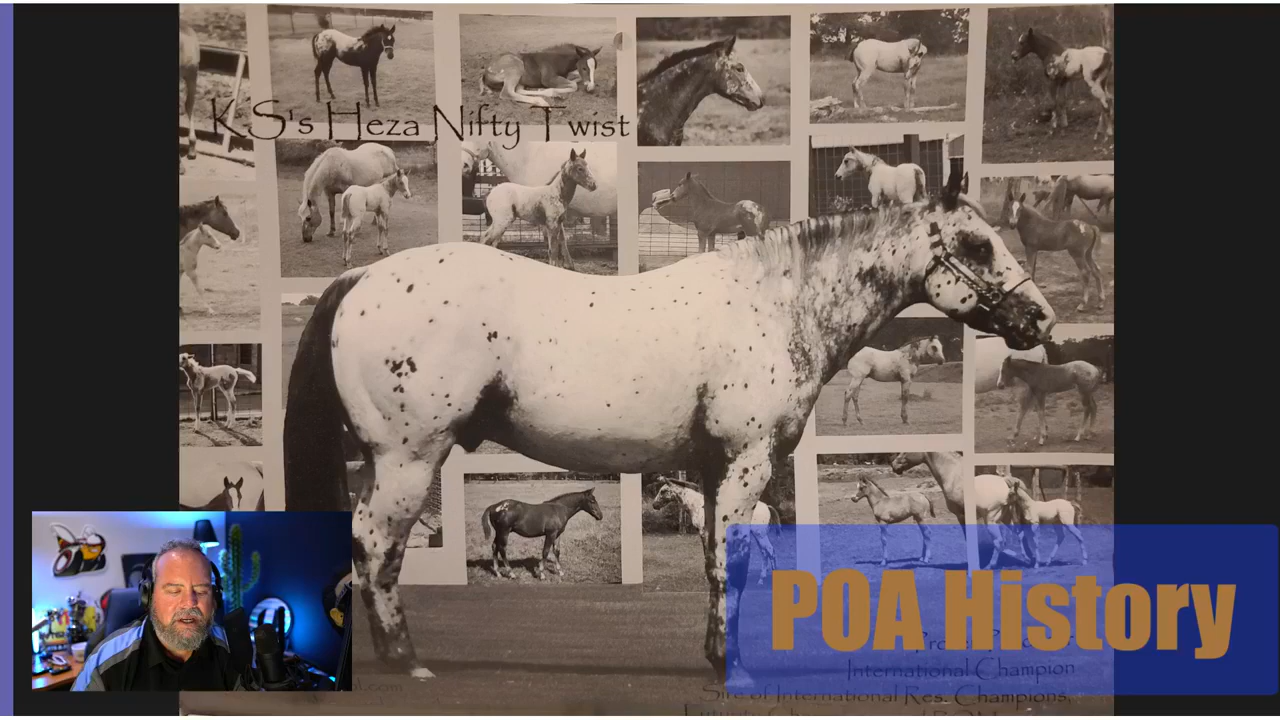 KS's Heza Nifty Twist
POA History
International Champion
Sire of International Res. Champions,